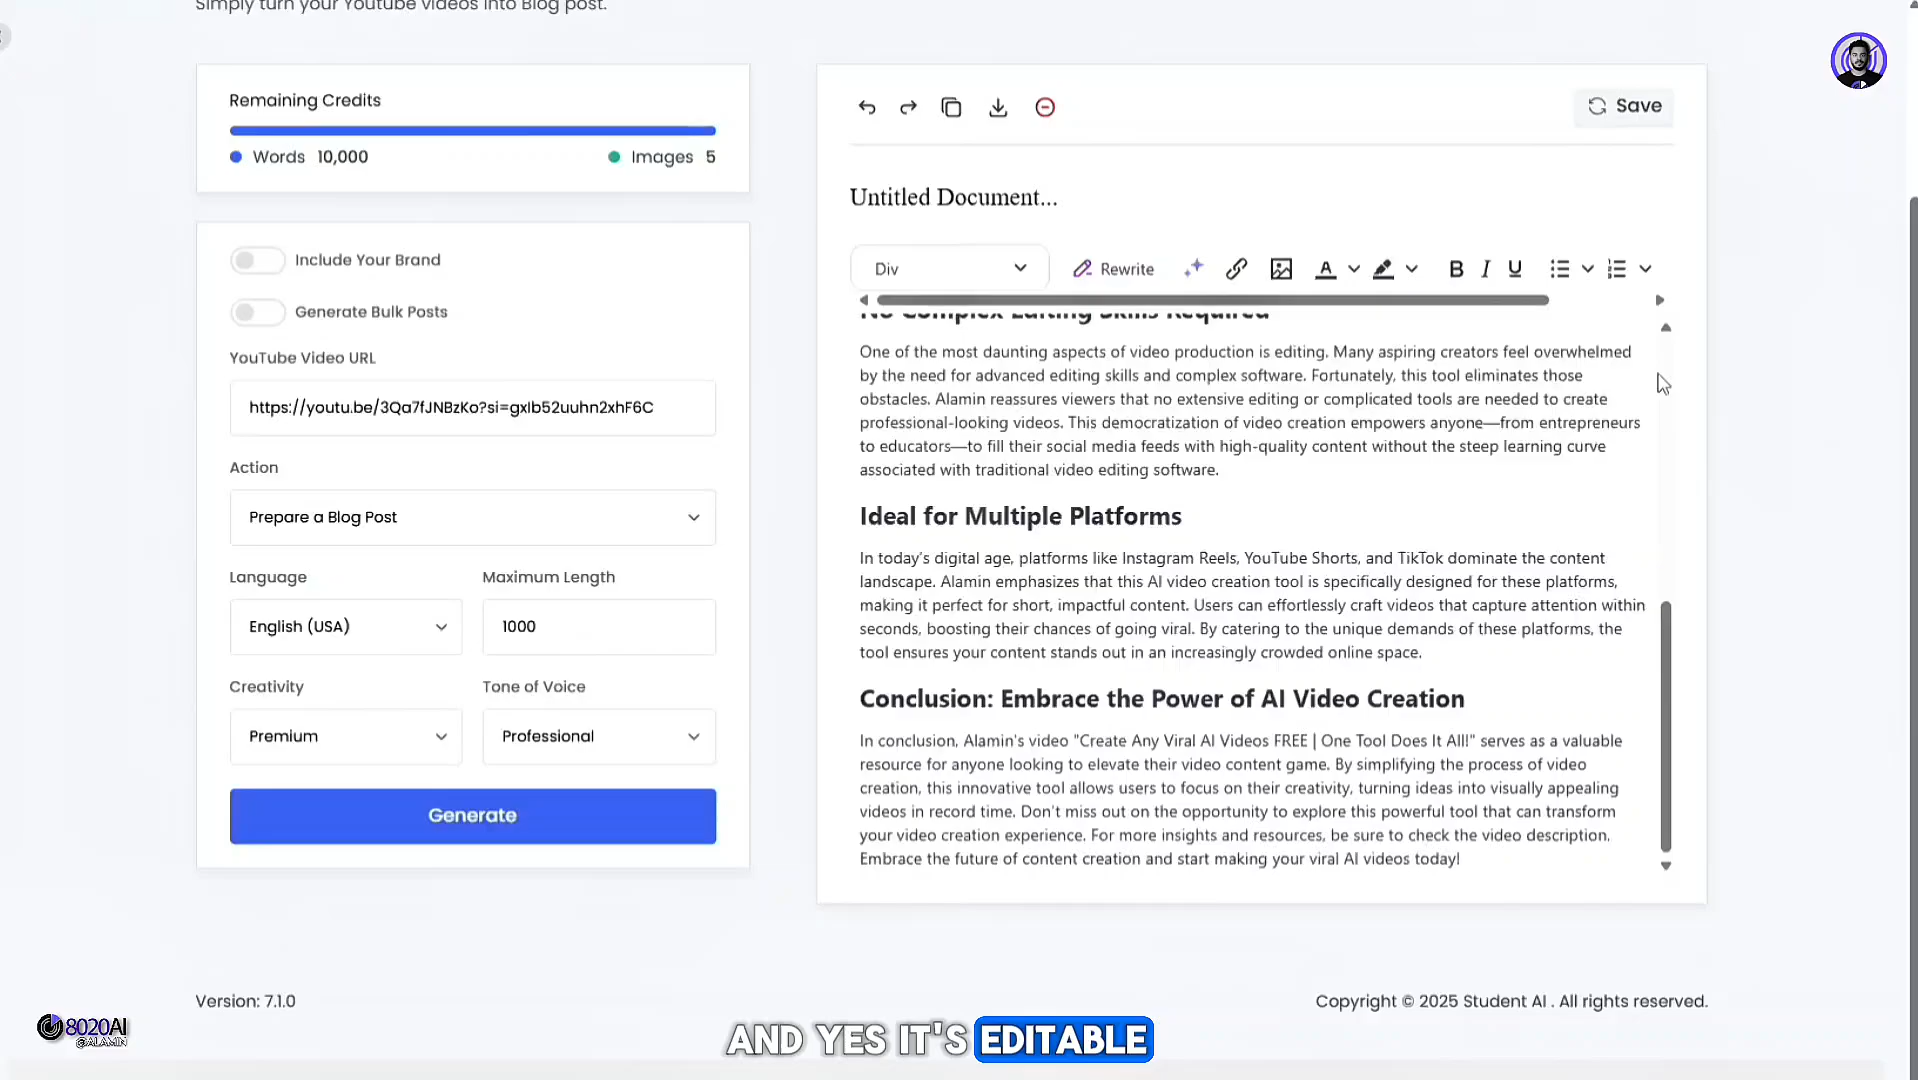 Simply turn your Youtube videos into Blog post.
Remaining Credits
Words 10,000
Images 5
Include Your Brand
Generate Bulk Posts
YouTube Video URL
https://youtu.be/3Qa7fJNBzKo?si=gxIb52uuhn2xhF6C
Action
Prepare a Blog Post
Language
Maximum Length
English (USA)
1000
Creativity
Tone of Voice
Premium
Professional
Generate
Save
Untitled Document...
Div
Rewrite
A
B I U
No Complex Editing Skills Required
One of the most daunting aspects of video production is editing. Many aspiring creators feel overwhelmed
by the need for advanced editing skills and complex software. Fortunately, this tool eliminates those
obstacles. Alamin reassures viewers that no extensive editing or complicated tools are needed to create
professional-looking videos. This democratization of video creation empowers anyone—from entrepreneurs
to educators—to fill their social media feeds with high-quality content without the steep learning curve
associated with traditional video editing software.
Ideal for Multiple Platforms
In today's digital age, platforms like Instagram Reels, YouTube Shorts, and TikTok dominate the content
landscape. Alamin emphasizes that this AI video creation tool is specifically designed for these platforms,
making it perfect for short, impactful content. Users can effortlessly craft videos that capture attention within
seconds, boosting their chances of going viral. By catering to the unique demands of these platforms, the
tool ensures your content stands out in an increasingly crowded online space.
Conclusion: Embrace the Power of AI Video Creation
In conclusion, Alamin's video "Create Any Viral AI Videos FREE | One Tool Does It All!" serves as a valuable
resource for anyone looking to elevate their video content game. By simplifying the process of video
creation, this innovative tool allows users to focus on their creativity, turning ideas into visually appealing
videos in record time. Don't miss out on the opportunity to explore this powerful tool that can transform
your video creation experience. For more insights and resources, be sure to check the video description.
Embrace the future of content creation and start making your viral AI videos today!
Version: 7.1.0
Copyright © 2025 Student AI . All rights reserved.
8020AI
@ALAMIN
AND YES IT'S EDITABLE